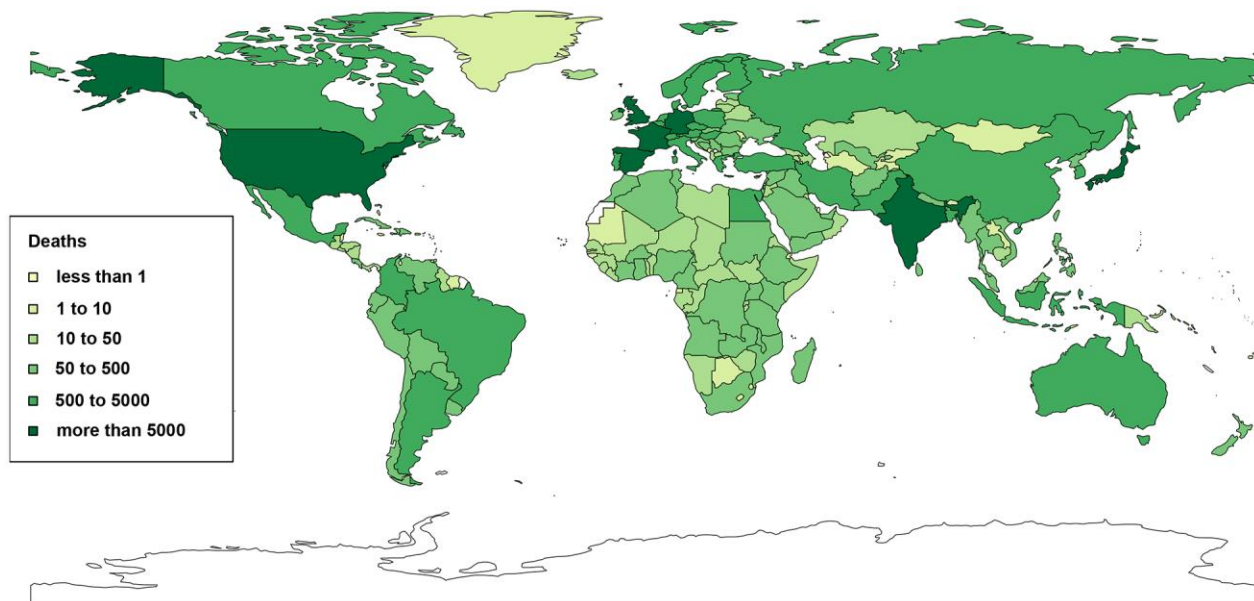 Deaths
less than 1
1 to 10
10 to 50
50 to 500
500 to 5000
more than 5000